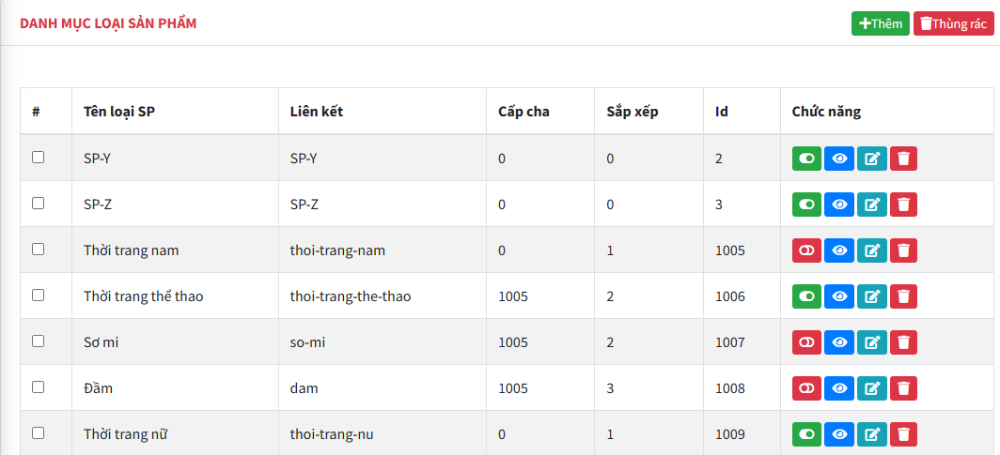 DANH MỤC LOẠI SẢN PHẨM
Thêm
Thùng rác
# Tên loại SP Liên kết Cấp cha Sắp xếp Id Chức năng
SP-Y SP-Y 0 0 2
SP-Z SP-Z 0 0 3
Thời trang nam thoi-trang-nam 0 1 1005
Thời trang thể thao thoi-trang-the-thao 1005 2 1006
Sơ mi so-mi 1005 2 1007
Đầm dam 1005 3 1008
Thời trang nữ thoi-trang-nu 0 1 1009